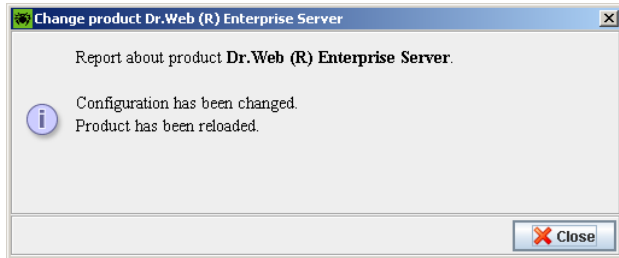 Change product Dr.Web (R) Enterprise Server
Report about product Dr.Web (R) Enterprise Server.
Configuration has been changed.
Product has been reloaded.
Close